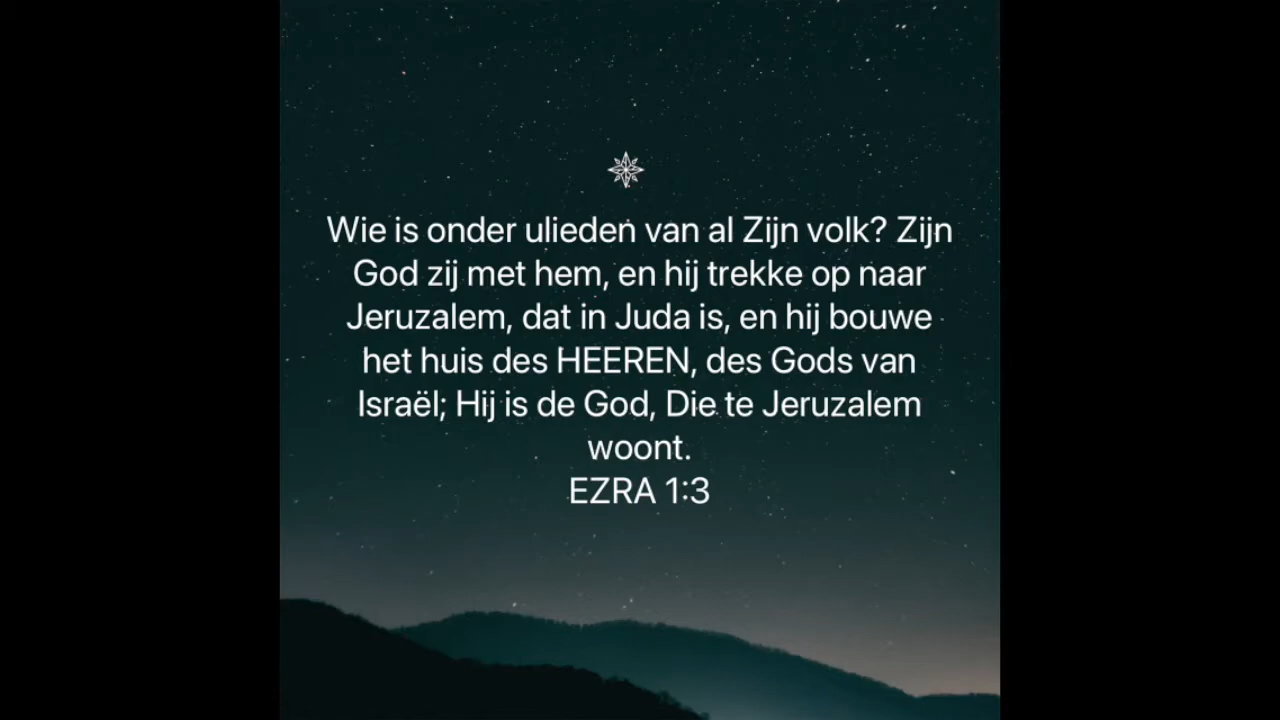 Wie is onder ulieden van al Zijn volk? Zijn
God zij met hem, en hij trekke op naar
Jeruzalem, dat in Juda is, en hij bouwe
het huis des HEEREN, des Gods van
Israël; Hij is de God, Die te Jeruzalem
woont.
EZRA 1:3